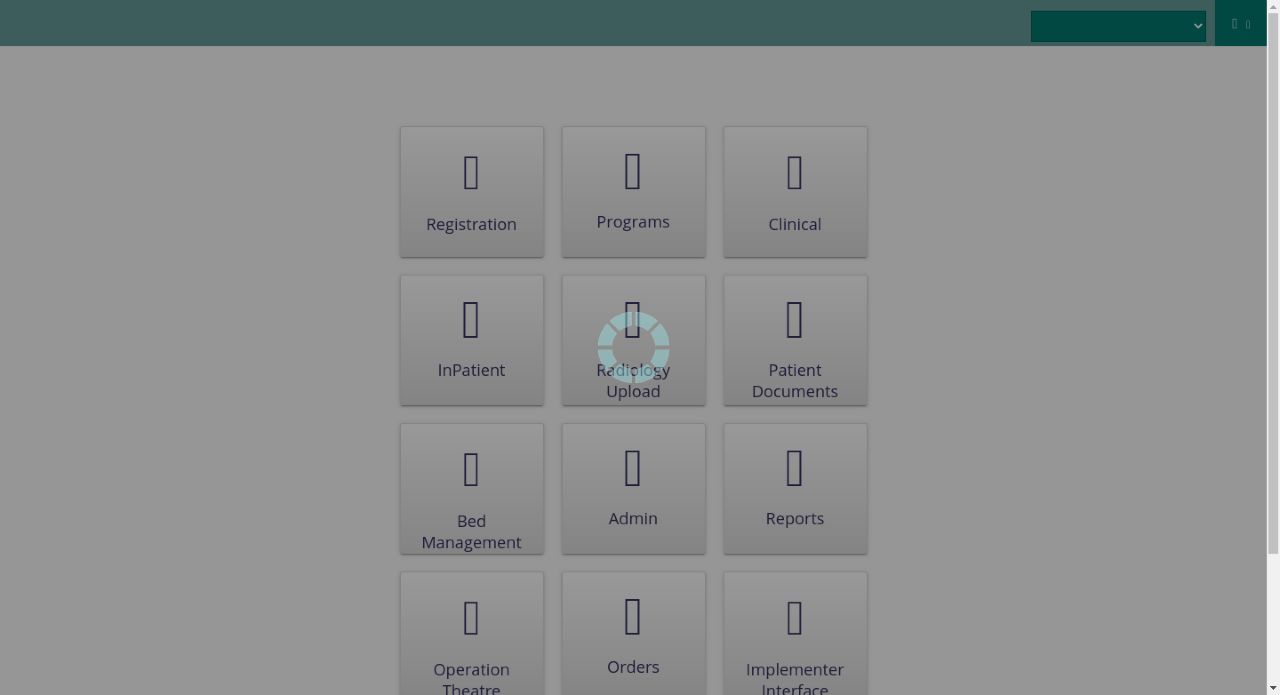 Registration
Programs
Clinical
InPatient
Radiology
Upload
Patient
Documents
Bed
Management
Admin
Reports
Operation
Theatre
Orders
Implementer
Interface